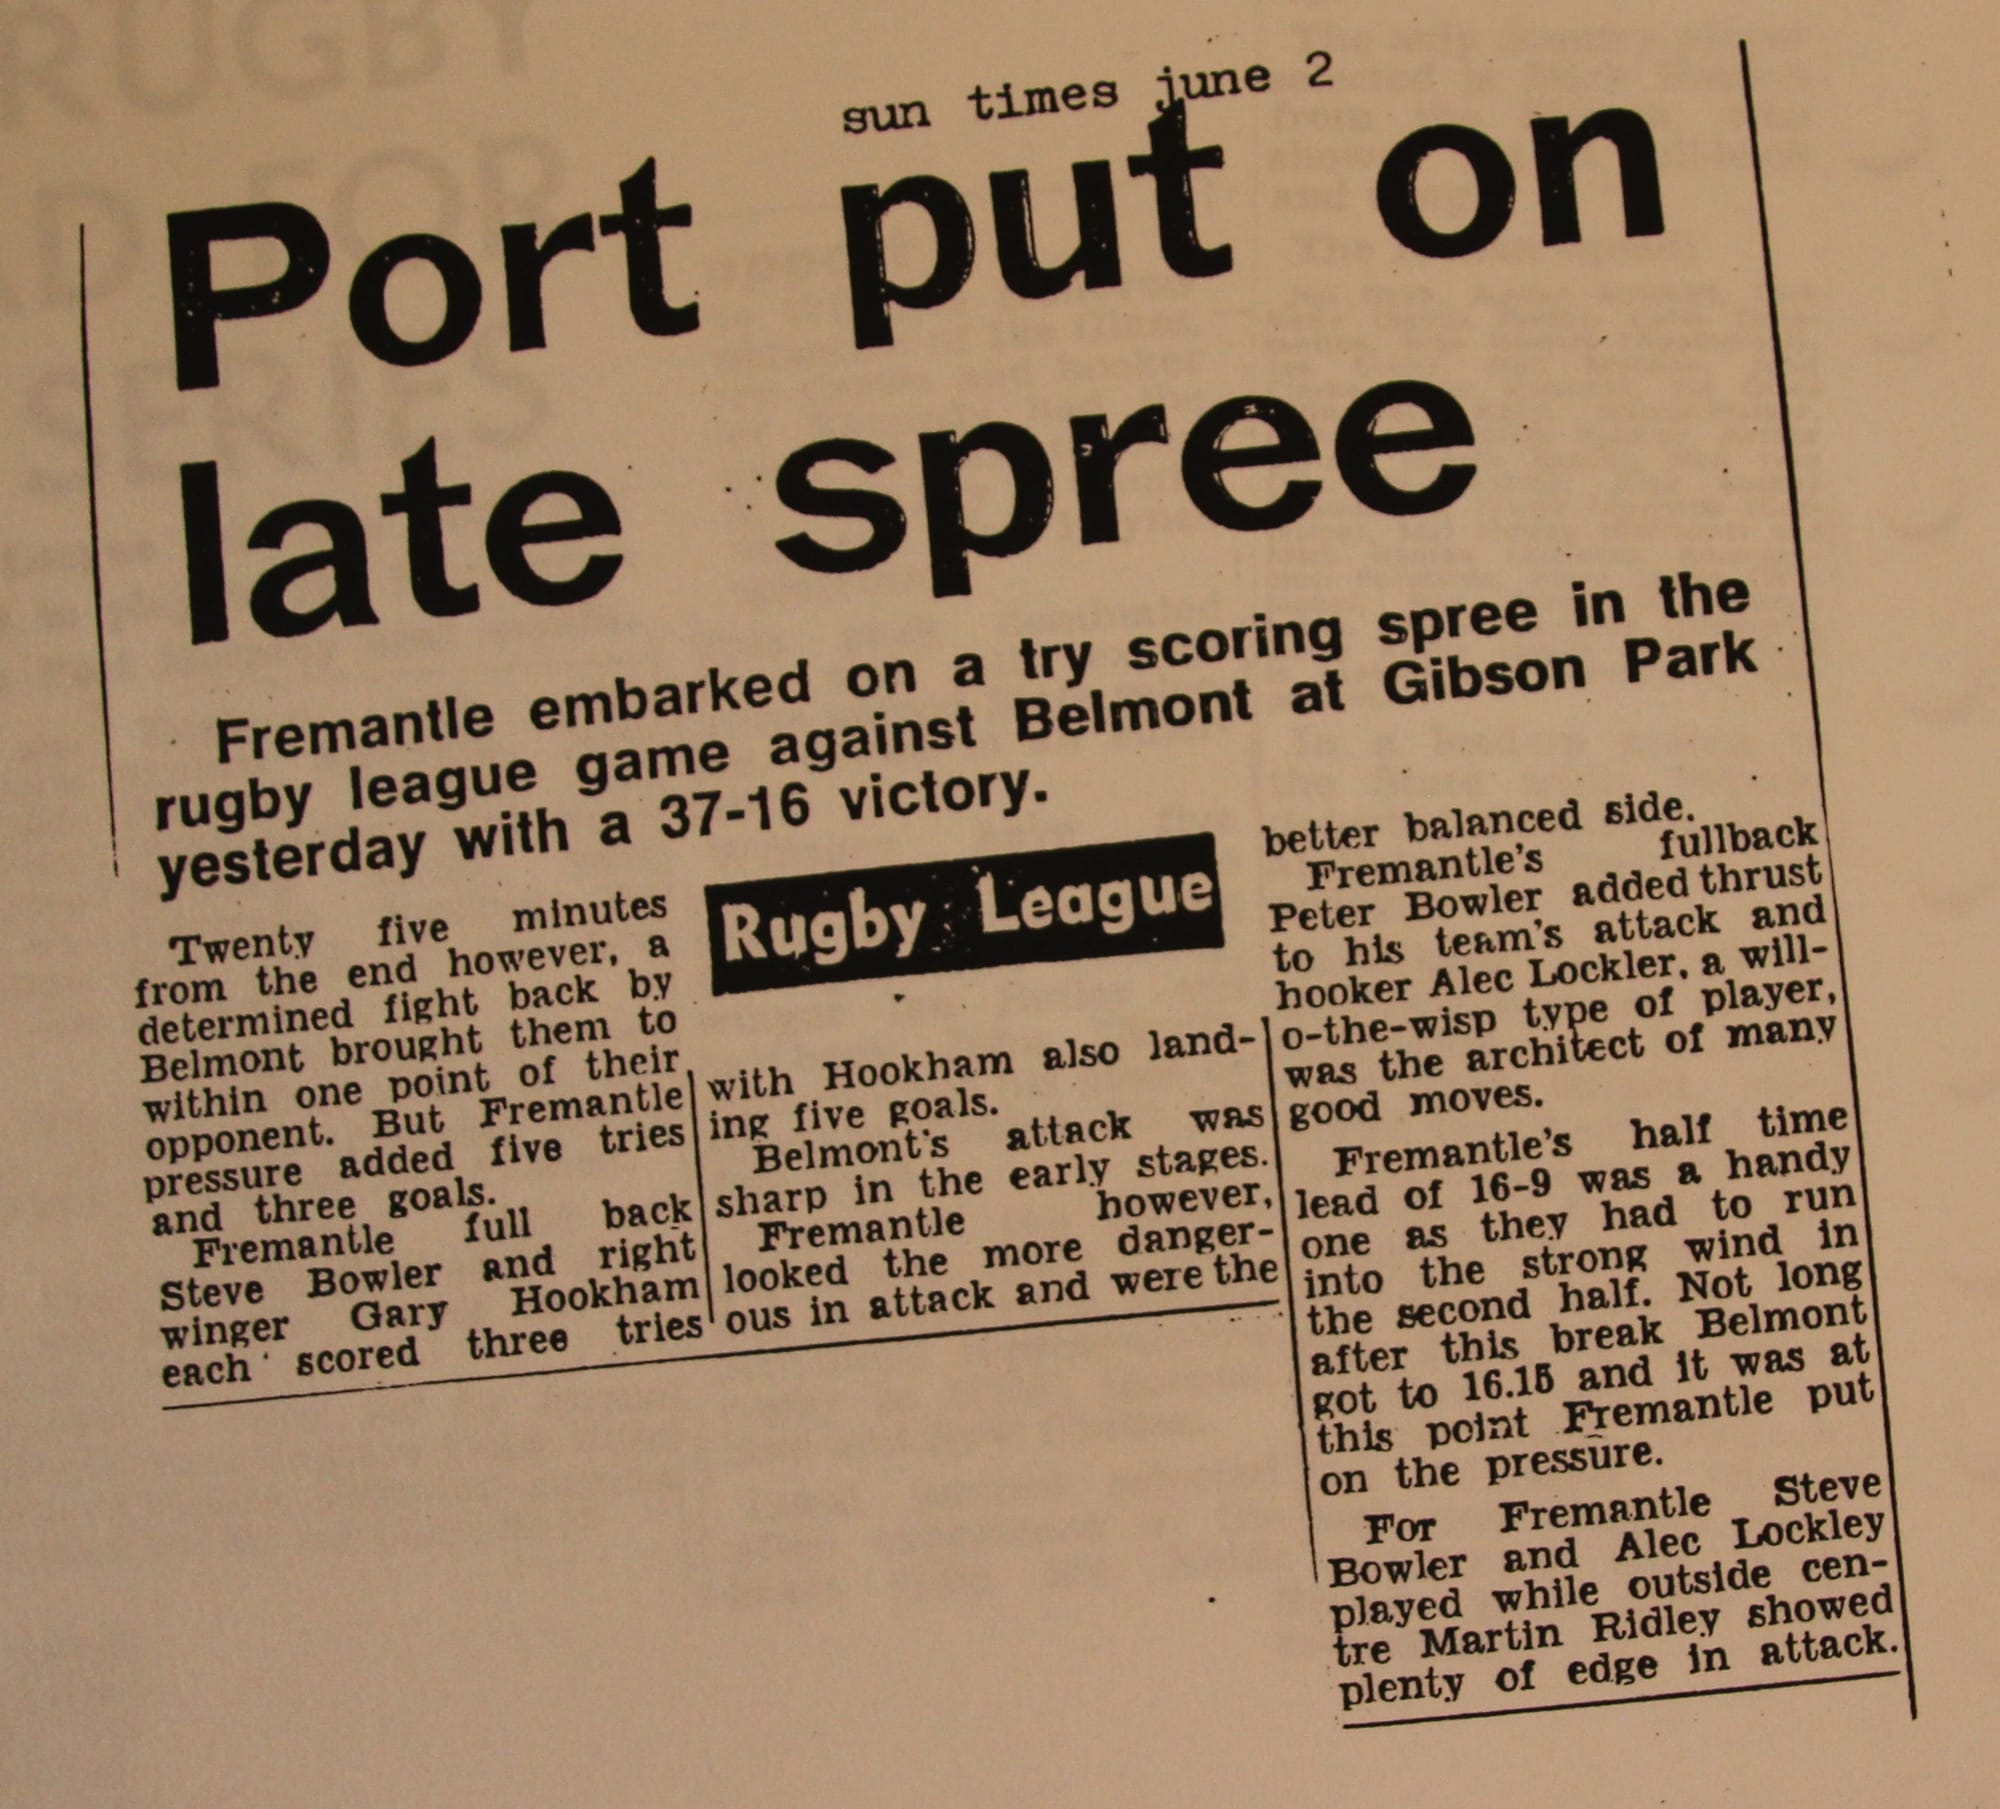 sun times june 2
Port put on
late spree
Fremantle embarked on a try scoring spree in the
rugby league game against Belmont at Gibson Park
yesterday with a 37-16 victory.
Twenty five minutes
from the end however, a
determined fight back by
Belmont brought them to
within one point of their
opponent. But Fremantle
pressure added five tries
and three goals.
Fremantle full back
Steve Bowler and right
winger Gary Hookham
each scored three tries
Rugby League
with Hookham also land-
ing five goals.
Belmont's attack was
sharp in the early stages.
Fremantle however,
looked the more danger-
ous in attack and were the
better balanced side.
Fremantle's fullback
Peter Bowler added thrust
to his team's attack and
hooker Alec Lockler, a will-
o-the-wisp type of player,
was the architect of many
good moves.
Fremantle's half time
lead of 16-9 was a handy
one as they had to run
into the strong wind in
the second half. Not long
after this break Belmont
got to 16.15 and it was at
this point Fremantle put
on the pressure.
For Fremantle Steve
Bowler and Alec Lockley
played while outside cen-
tre Martin Ridley showed
plenty of edge in attack.
RUGBY
FOR
SERIES